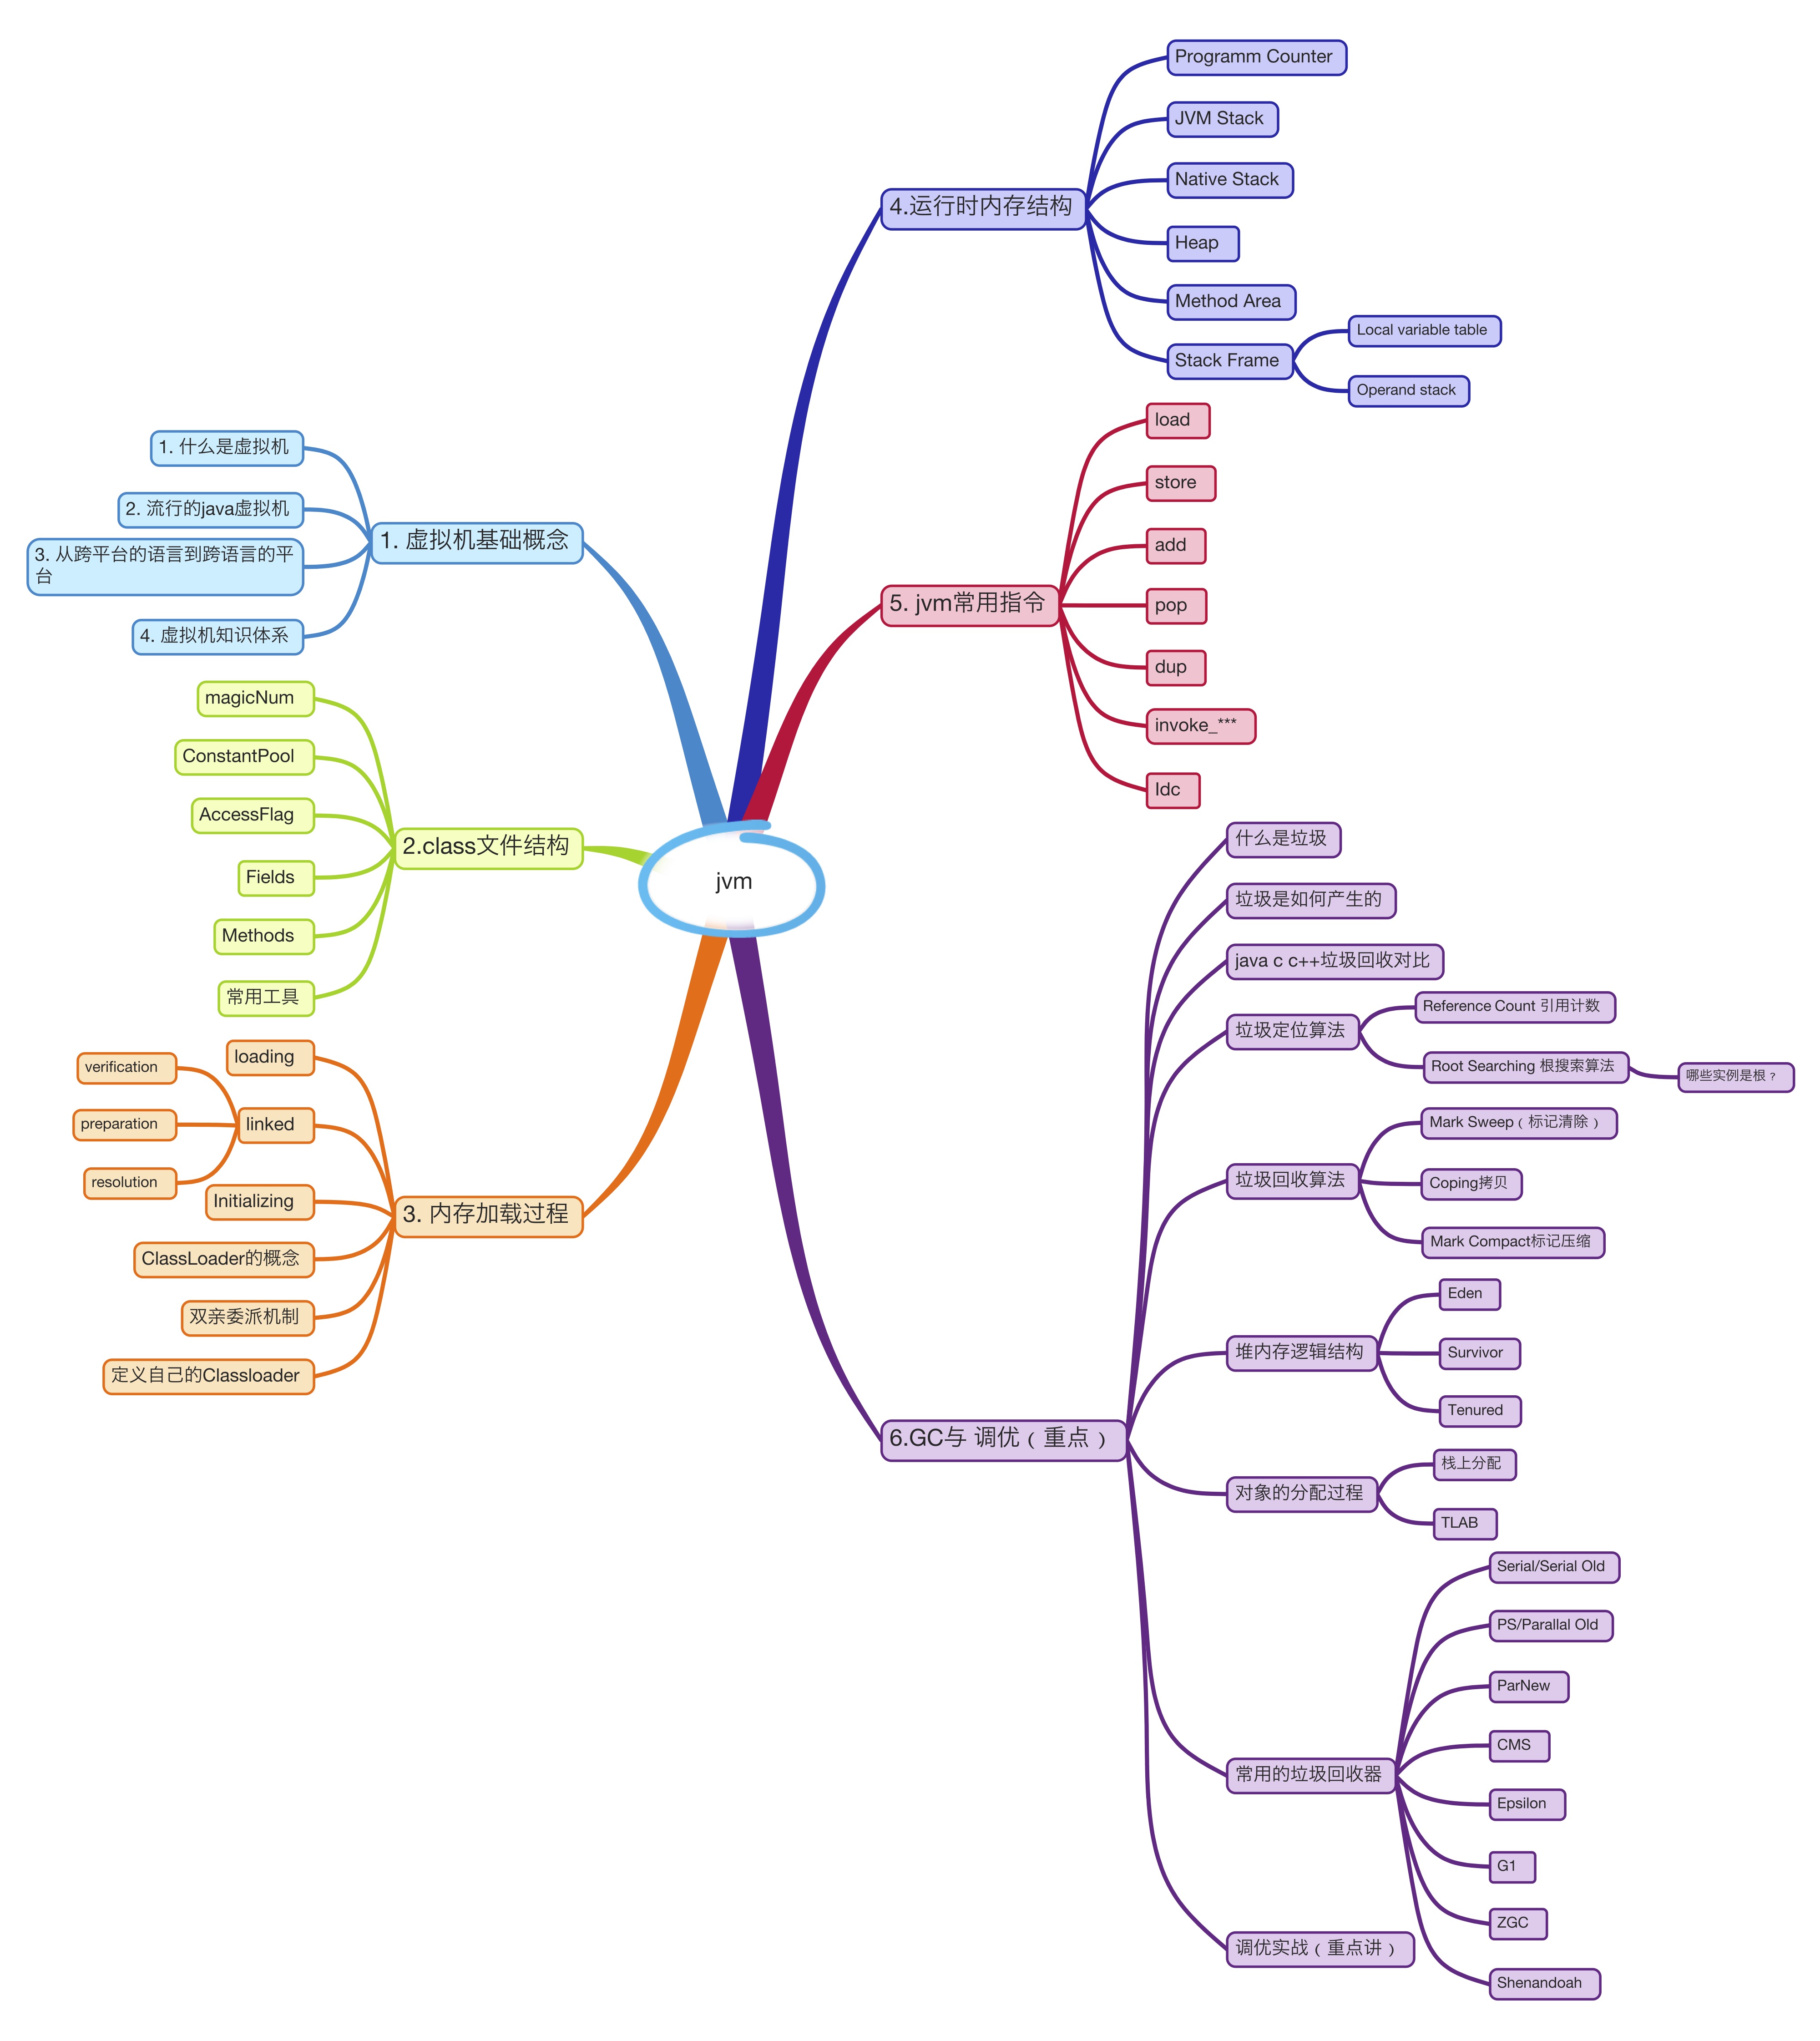 jvm
1. 虚拟机基础概念
1. 什么是虚拟机
2. 流行的java虚拟机
3. 从跨平台的语言到跨语言的平
台
4. 虚拟机知识体系
2.class文件结构
magicNum
ConstantPool
AccessFlag
Fields
Methods
常用工具
3. 内存加载过程
loading
linked
verification
preparation
resolution
Initializing
ClassLoader的概念
双亲委派机制
定义自己的Classloader
4.运行时内存结构
Programm Counter
JVM Stack
Native Stack
Heap
Method Area
Stack Frame
Local variable table
Operand stack
5. jvm常用指令
load
store
add
pop
dup
invoke_***
ldc
6.GC与 调优（重点）
什么是垃圾
垃圾是如何产生的
java c c++垃圾回收对比
垃圾定位算法
Reference Count 引用计数
Root Searching 根搜索算法
哪些实例是根？
垃圾回收算法
Mark Sweep（标记清除）
Coping拷贝
Mark Compact标记压缩
堆内存逻辑结构
Eden
Survivor
Tenured
对象的分配过程
栈上分配
TLAB
常用的垃圾回收器
Serial/Serial Old
PS/Parallal Old
ParNew
CMS
Epsilon
G1
ZGC
Shenandoah
调优实战（重点讲）